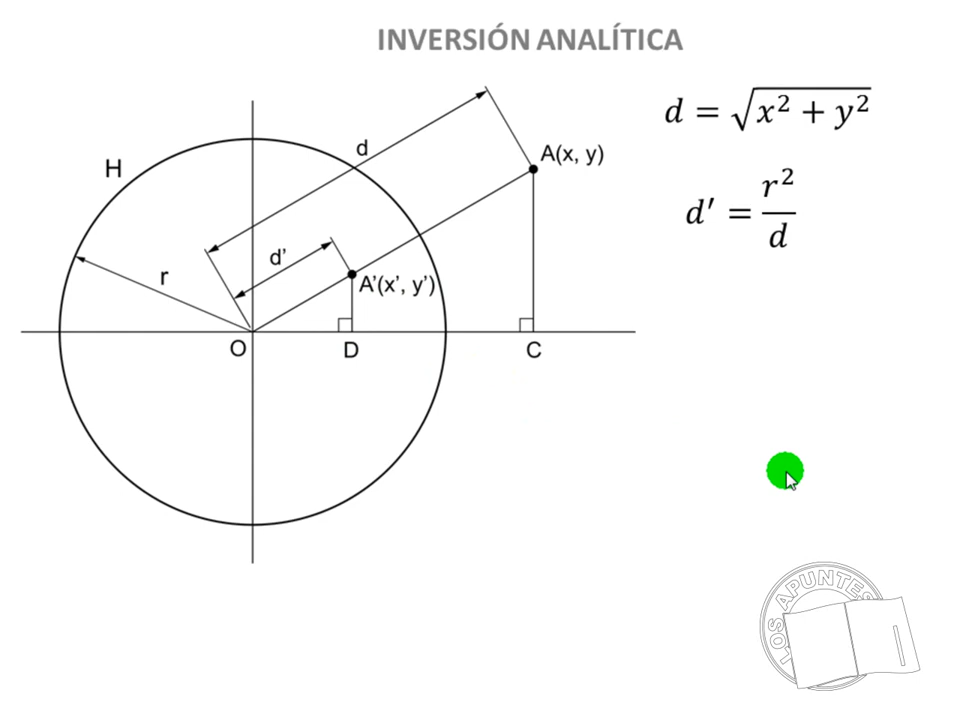 INVERSIÓN ANALÍTICA
d = √x² + y²
d
A(x, y)
H
d′ = r²/d
d’
r
A’(x’, y’)
O
D
C
LOS APUNTES